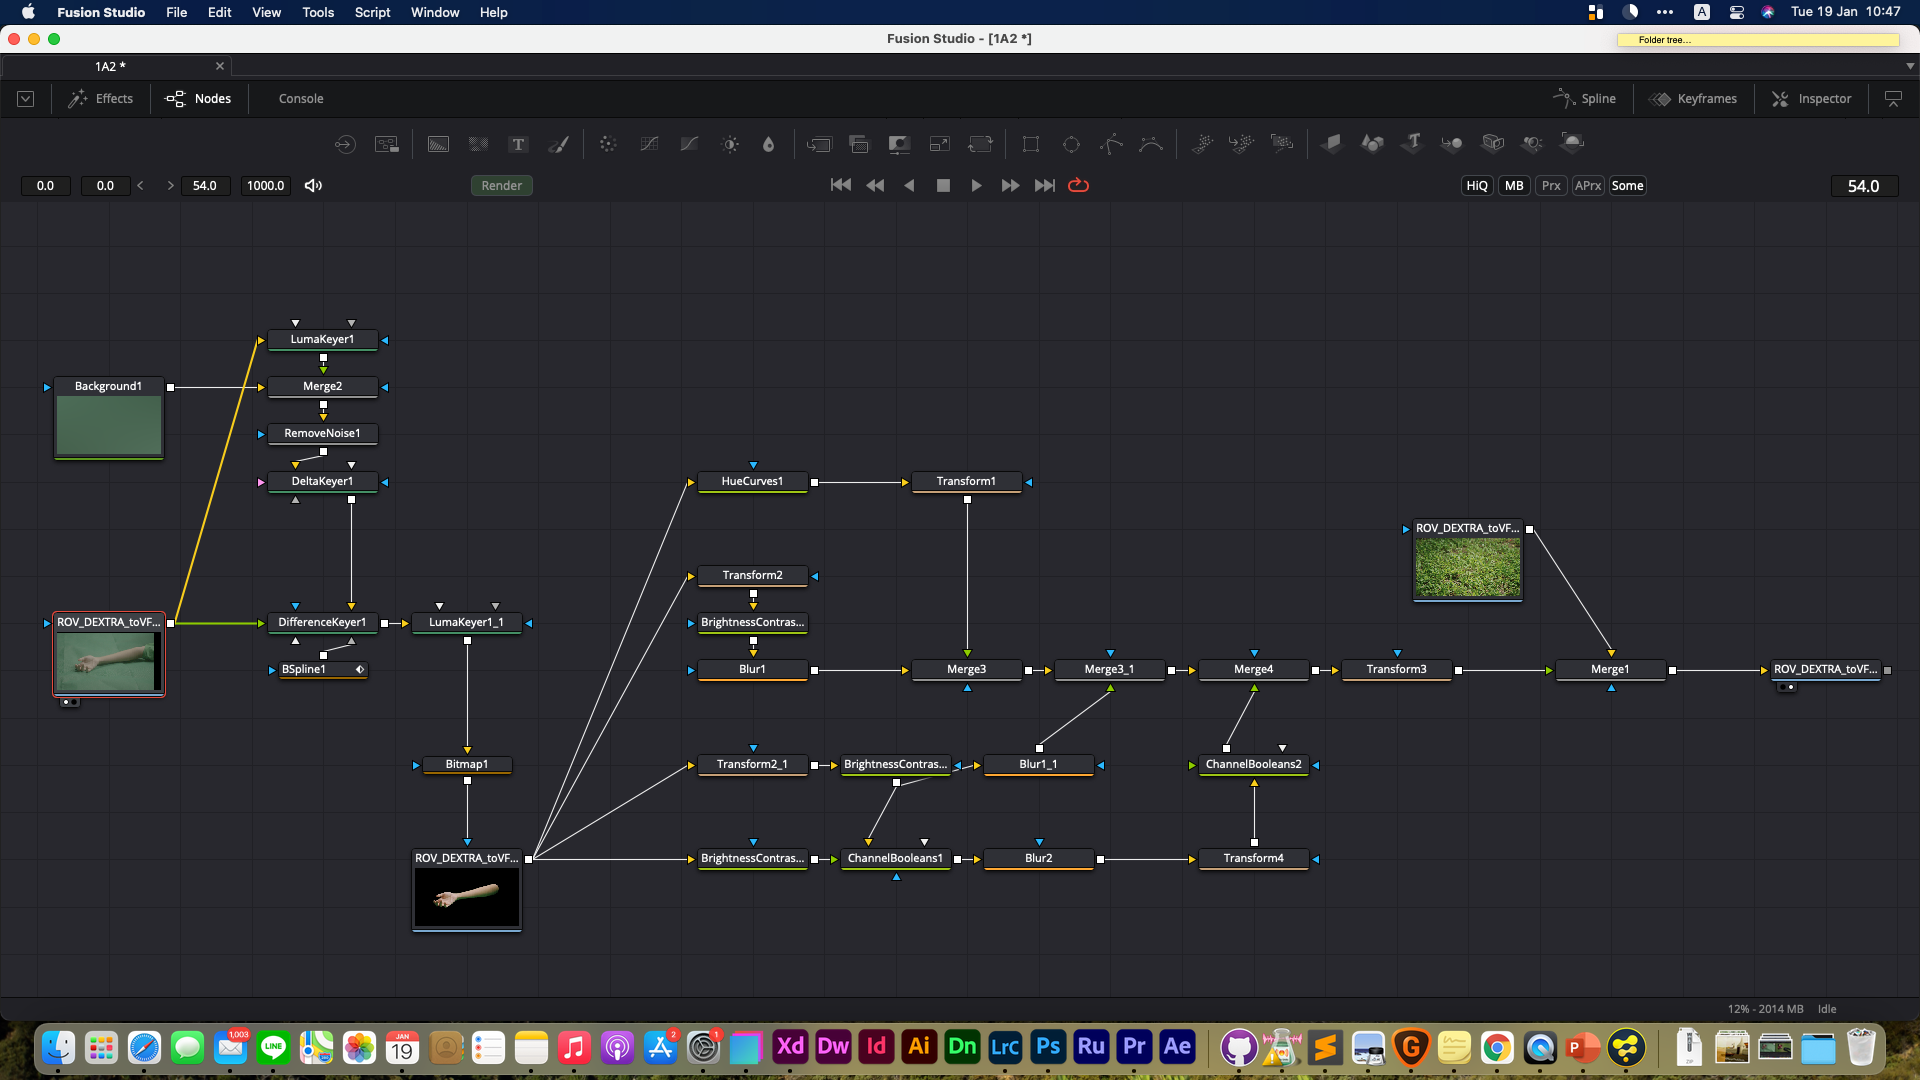 Fusion Studio File Edit View Tools Script Window Help A Tue 19 Jan 10:47
Fusion Studio - [1A2 *]
Folder tree...
1A2 *
Effects Nodes Console Spline Keyframes Inspector
T T
0.0 0.0 < > 54.0 1000.0 Render HiQ MB Prx APrx Some 54.0
LumaKeyer1
Background1 Merge2
RemoveNoise1
DeltaKeyer1 HueCurves1 Transform1
ROV_DEXTRA_toVF...
Transform2
ROV_DEXTRA_toVF... DifferenceKeyer1 LumaKeyer1_1 BrightnessContras...
BSpline1 Blur1 Merge3 Merge3_1 Merge4 Transform3 Merge1 ROV_DEXTRA_toVF...
Bitmap1 Transform2_1 BrightnessContras... Blur1_1 ChannelBooleans2
ROV_DEXTRA_toVF... BrightnessContras... ChannelBooleans1 Blur2 Transform4
12% - 2014 MB Idle
1,003 2 1
LINE JAN 19 Xd Dw Id Ai Dn LrC Ps Ru Pr Ae G P
ZIP